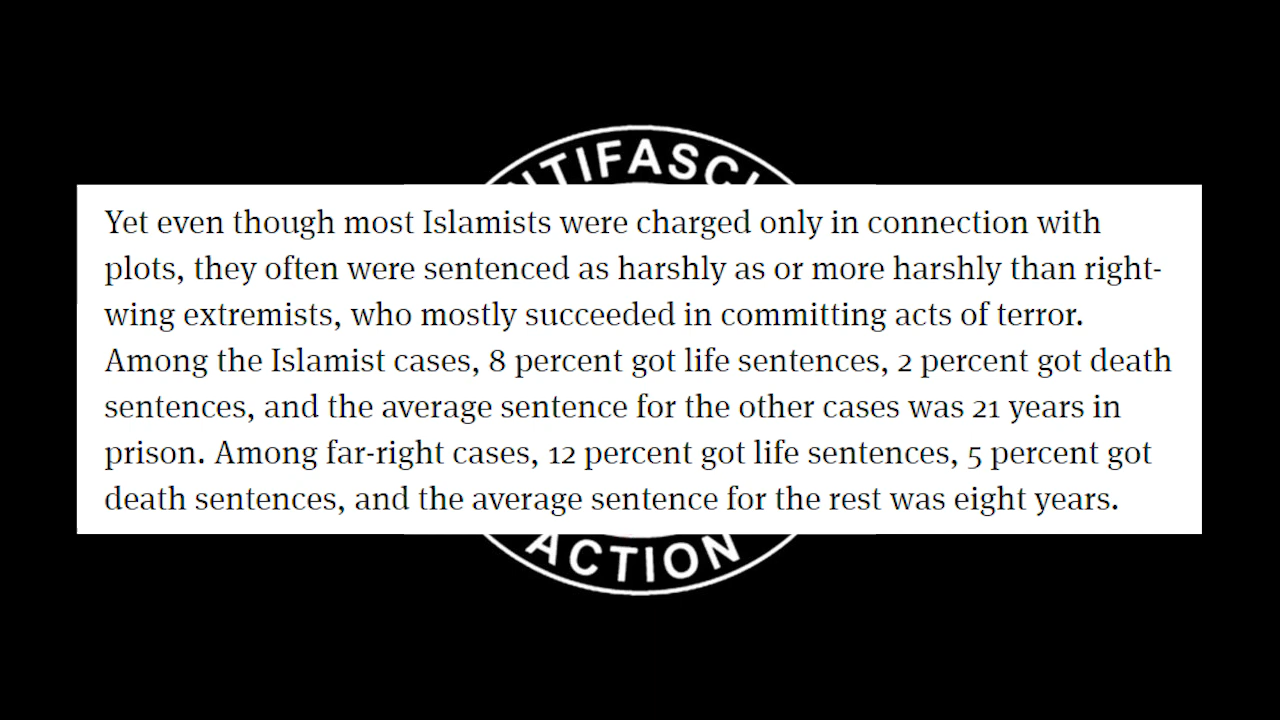 NTIFASCI
Yet even though most Islamists were charged only in connection with
plots, they often were sentenced as harshly as or more harshly than right-
wing extremists, who mostly succeeded in committing acts of terror.
Among the Islamist cases, 8 percent got life sentences, 2 percent got death
sentences, and the average sentence for the other cases was 21 years in
prison. Among far-right cases, 12 percent got life sentences, 5 percent got
death sentences, and the average sentence for the rest was eight years.
ACTION